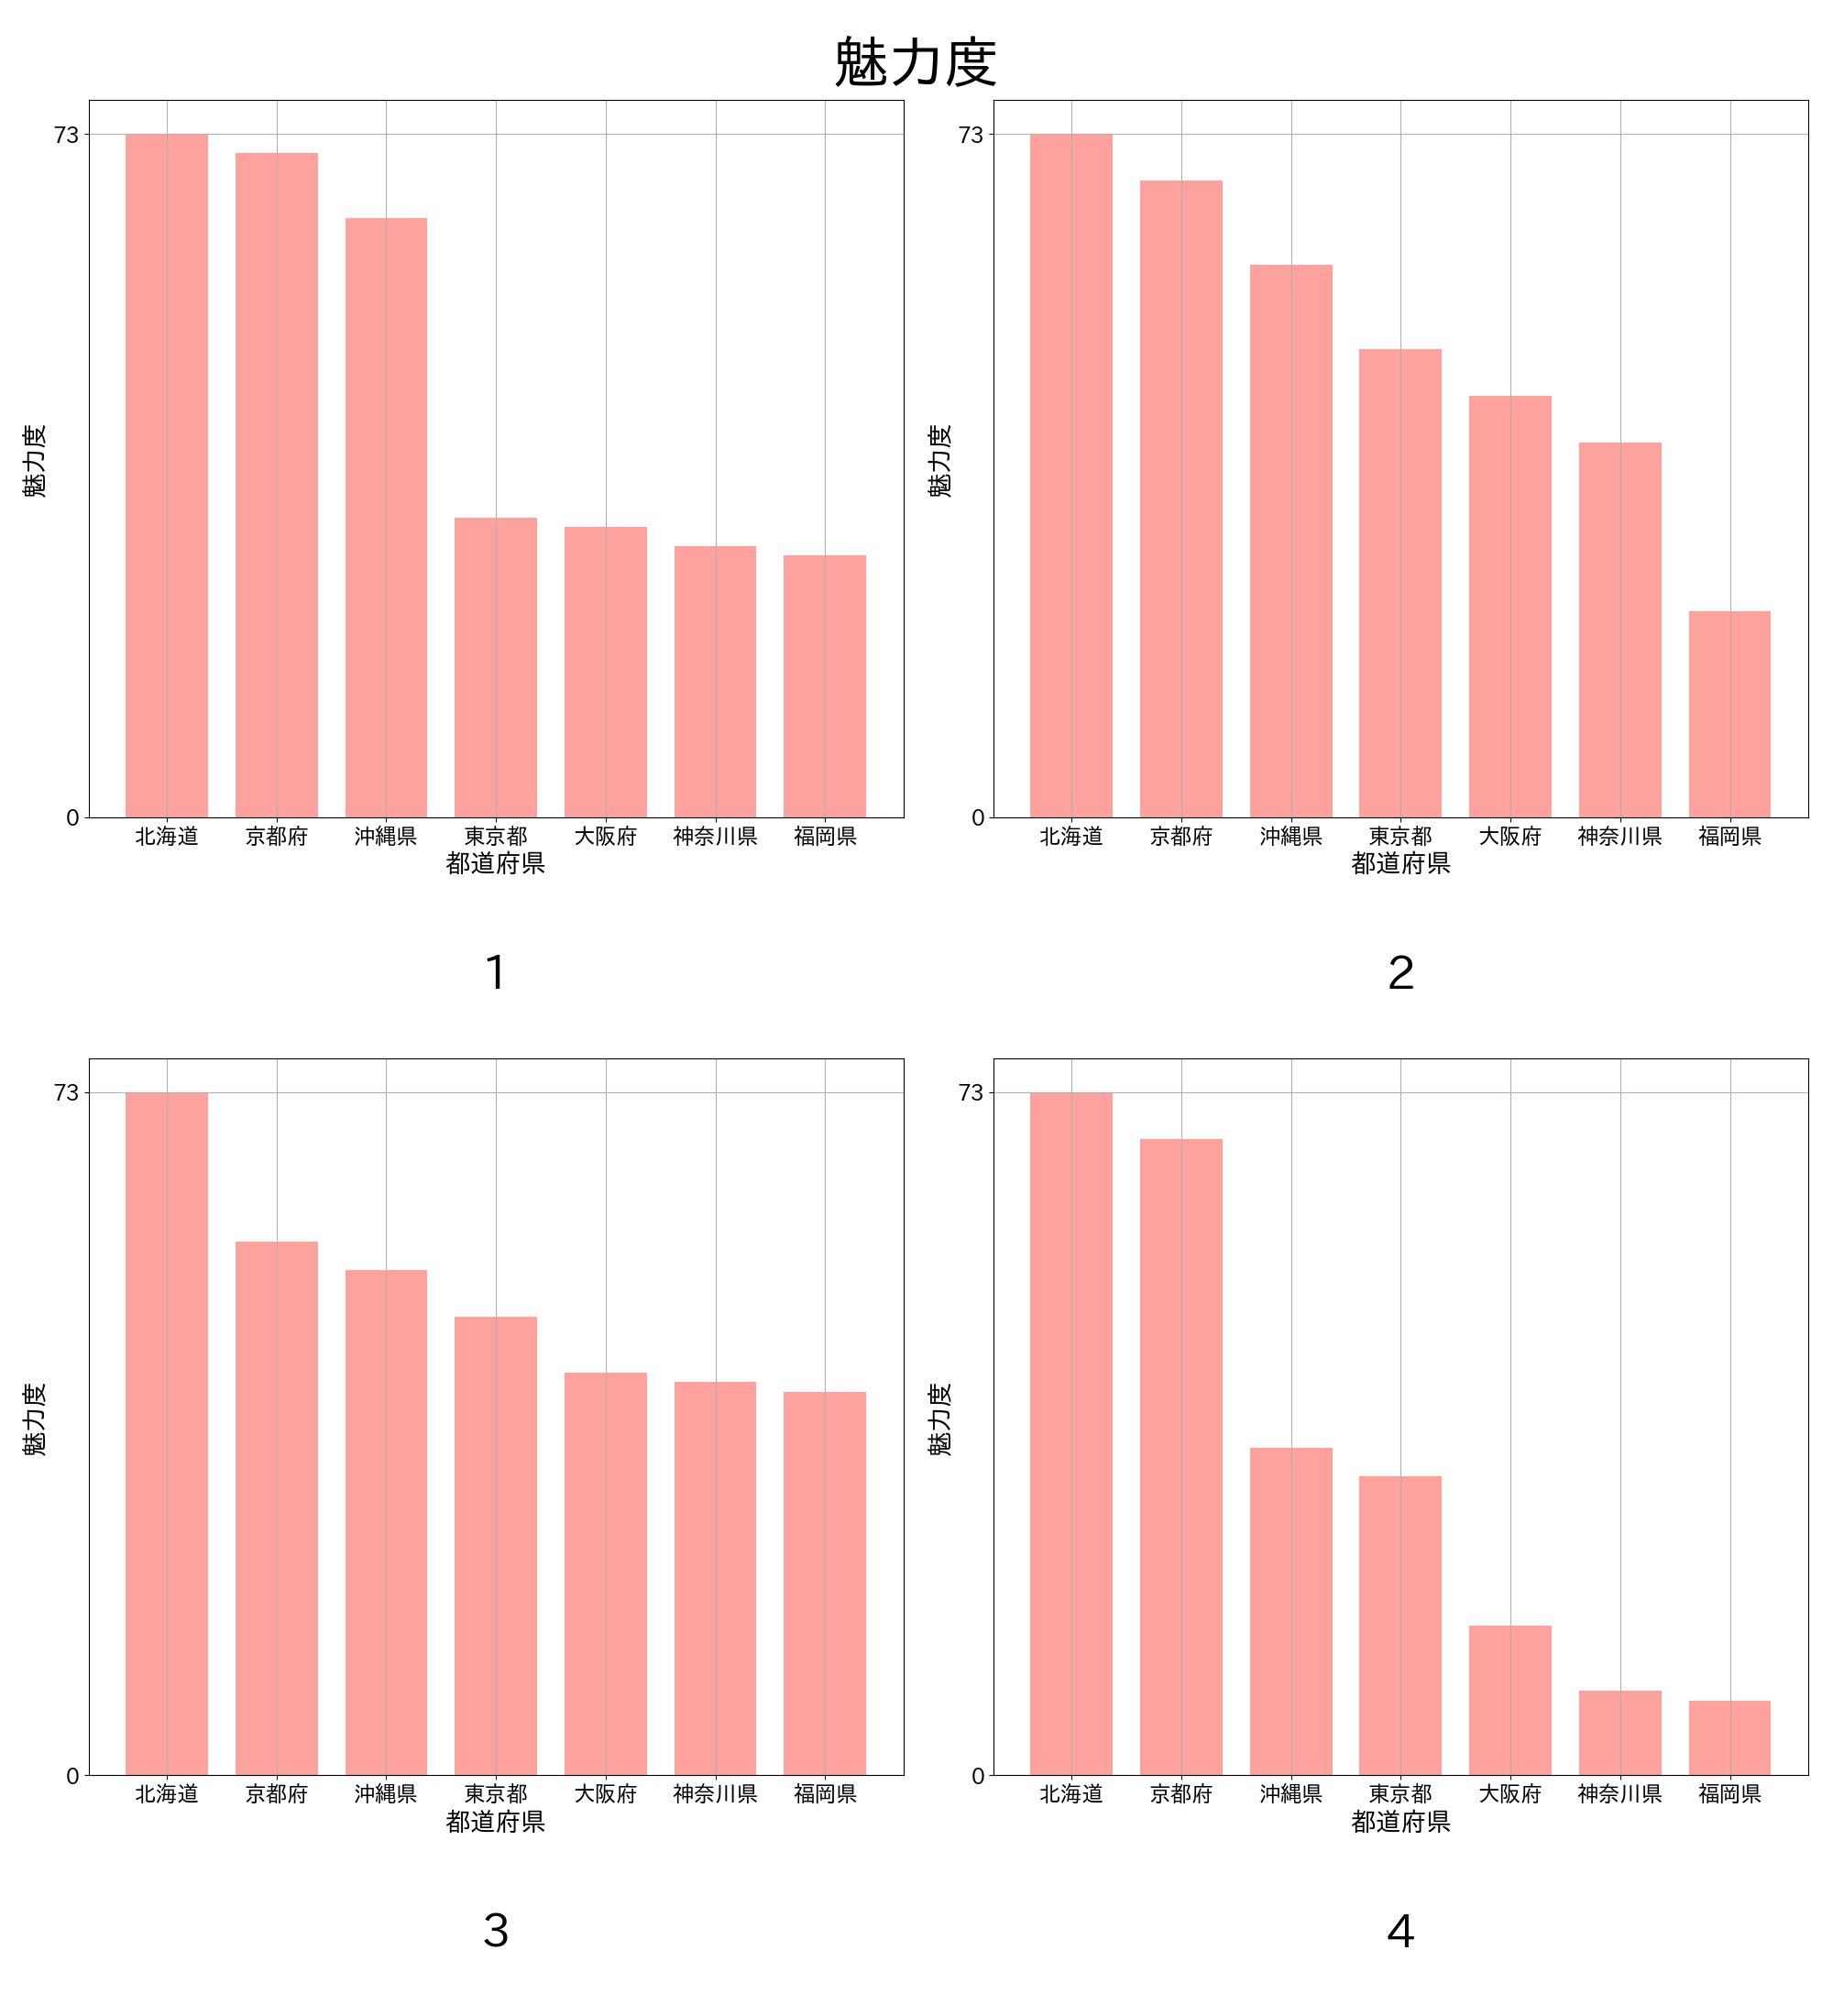 魅力度
73
魅力度
0
北海道 京都府 沖縄県 東京都 大阪府 神奈川県 福岡県
都道府県
1
73
魅力度
0
北海道 京都府 沖縄県 東京都 大阪府 神奈川県 福岡県
都道府県
2
73
魅力度
0
北海道 京都府 沖縄県 東京都 大阪府 神奈川県 福岡県
都道府県
3
73
魅力度
0
北海道 京都府 沖縄県 東京都 大阪府 神奈川県 福岡県
都道府県
4